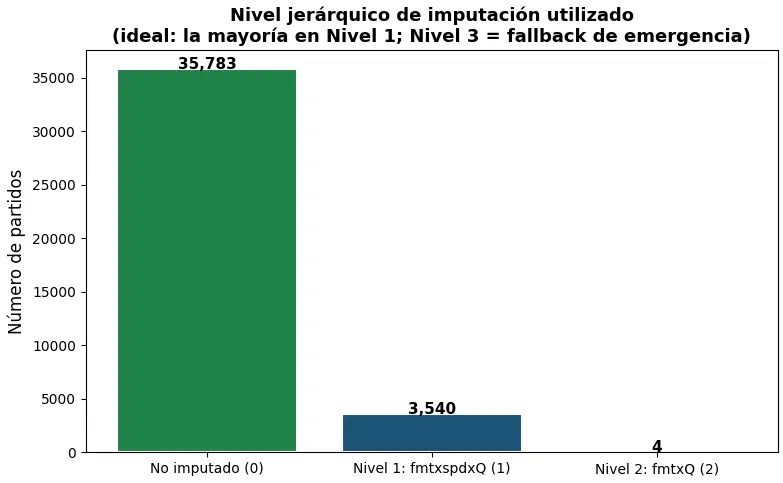 Nivel jerárquico de imputación utilizado
(ideal: la mayoría en Nivel 1; Nivel 3 = fallback de emergencia)
Número de partidos
35000
30000
25000
20000
15000
10000
5000
0
35,783
3,540
4
No imputado (0)
Nivel 1: fmtxspdxQ (1)
Nivel 2: fmtxQ (2)